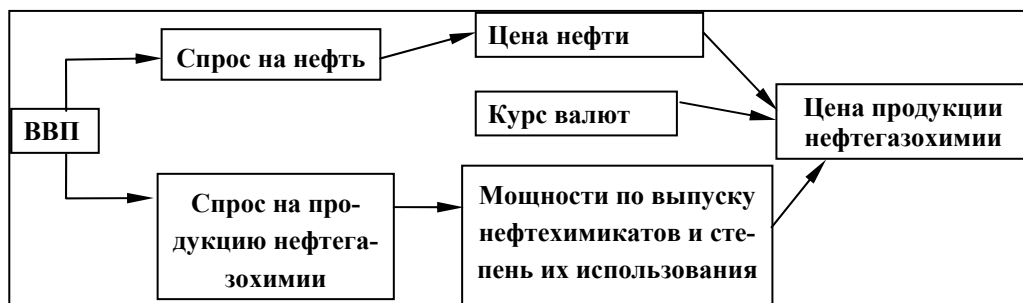 Спрос на нефть
Цена нефти
ВВП
Курс валют
Цена продукции
нефтегазохимии
Спрос на про-
дукцию нефтега-
зохимии
Мощности по выпуску
нефтехимикатов и сте-
пень их использования